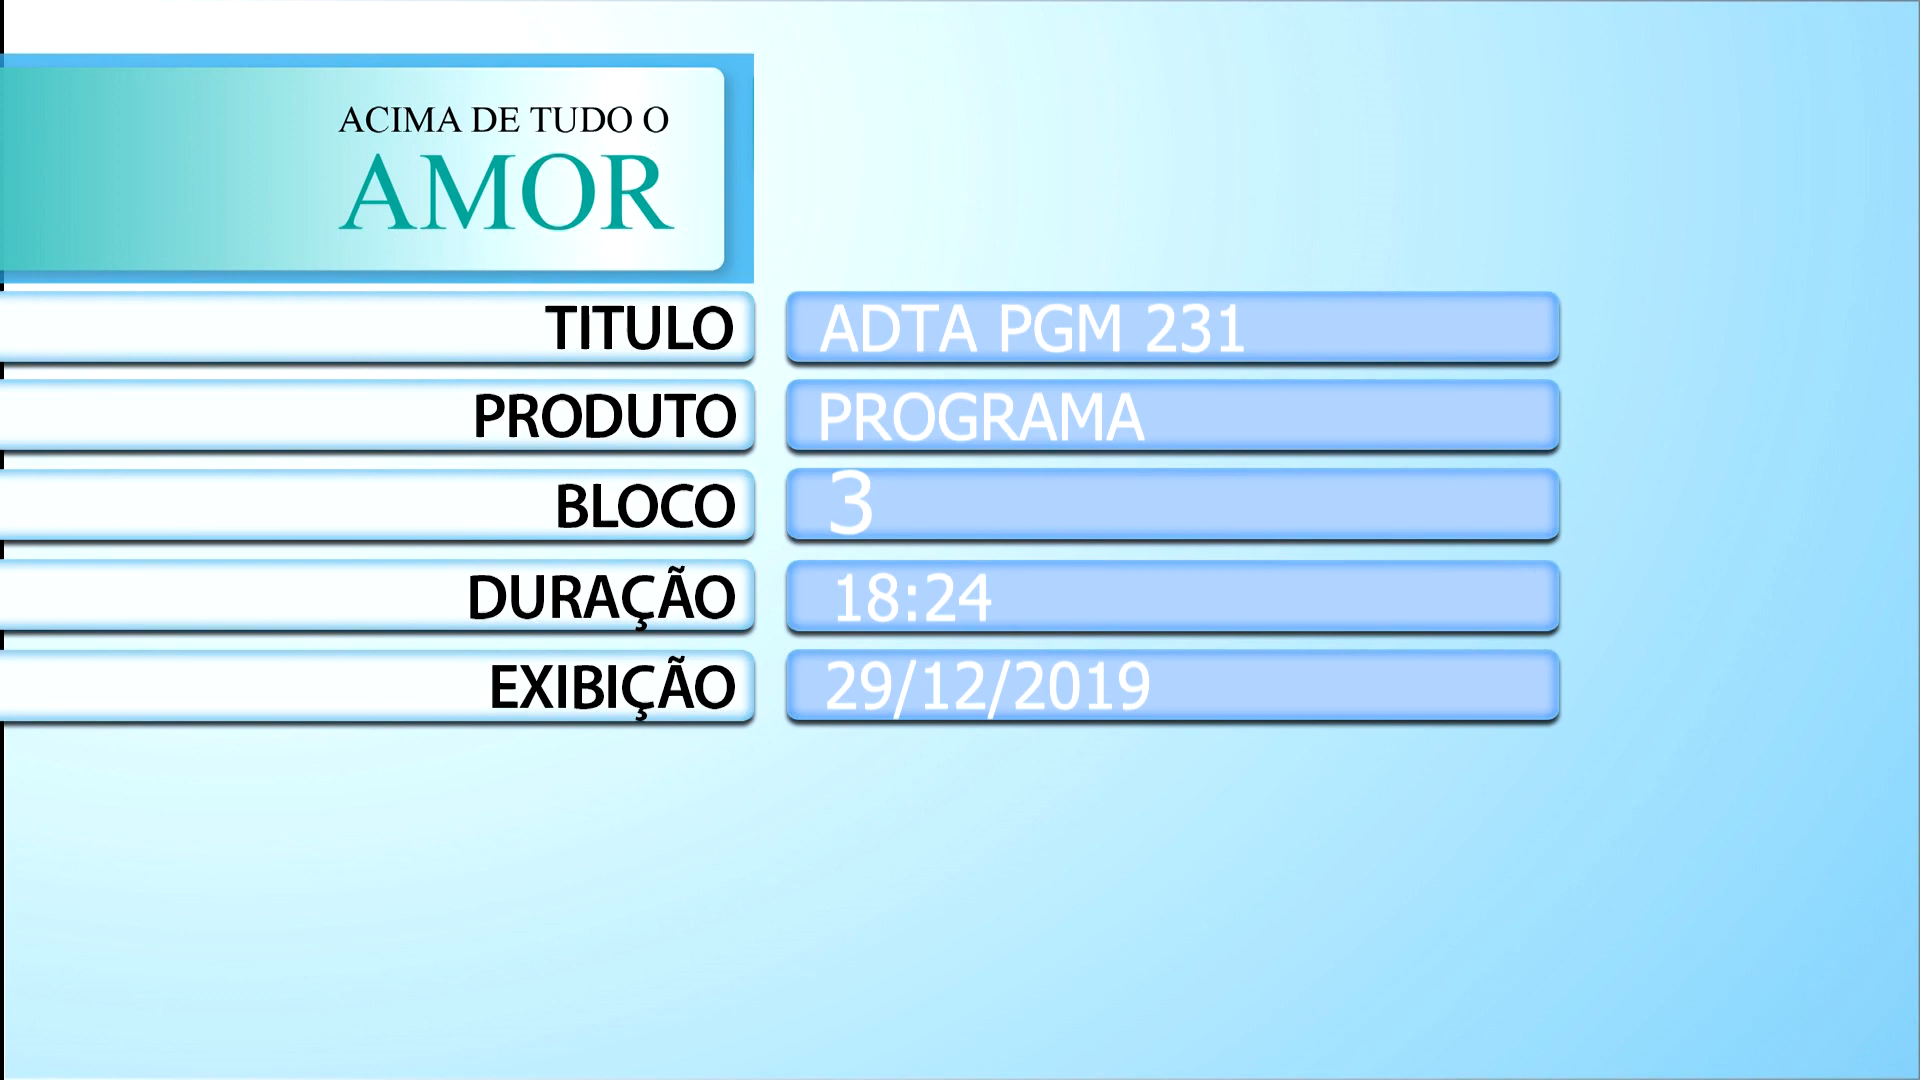 ACIMA DE TUDO O
AMOR
TITULO ADTA PGM 231
PRODUTO PROGRAMA
BLOCO 3
DURAÇÃO 18:24
EXIBIÇÃO 29/12/2019